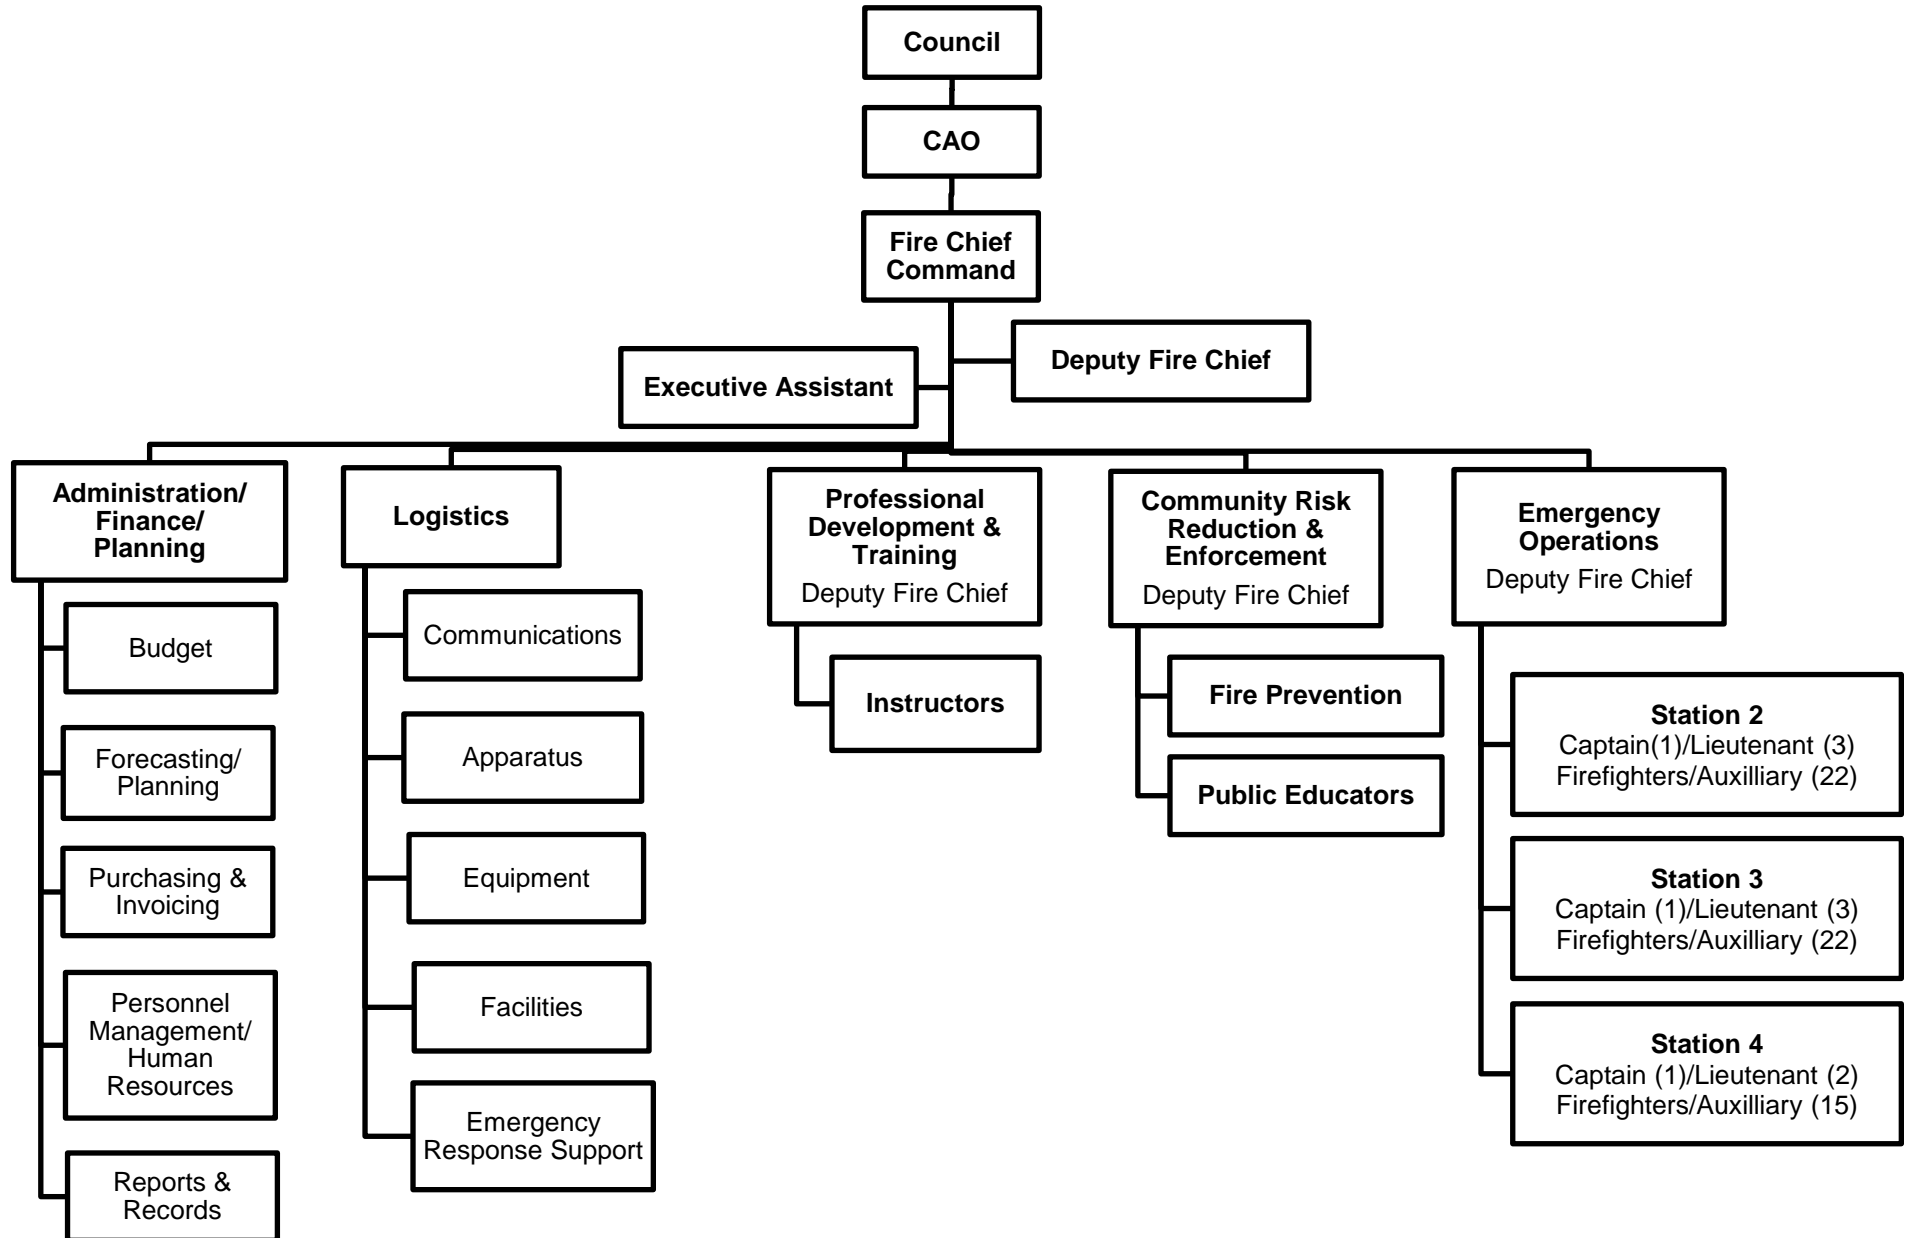 Council
CAO
Fire Chief
Command
Deputy Fire Chief
Executive Assistant
Administration/
Finance/
Planning
Budget
Forecasting/
Planning
Purchasing &
Invoicing
Personnel
Management/
Human
Resources
Reports &
Records
Logistics
Communications
Apparatus
Equipment
Facilities
Emergency
Response Support
Professional
Development &
Training
Deputy Fire Chief
Instructors
Community Risk
Reduction &
Enforcement
Deputy Fire Chief
Fire Prevention
Public Educators
Emergency
Operations
Deputy Fire Chief
Station 2
Captain(1)/Lieutenant (3)
Firefighters/Auxilliary (22)
Station 3
Captain (1)/Lieutenant (3)
Firefighters/Auxilliary (22)
Station 4
Captain (1)/Lieutenant (2)
Firefighters/Auxilliary (15)